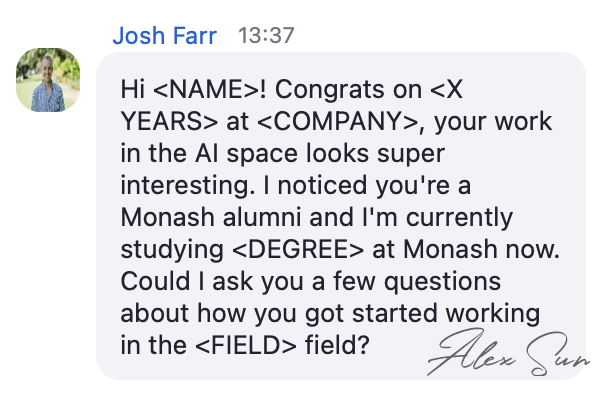 Josh Farr 13:37
Hi <NAME>! Congrats on <X
YEARS> at <COMPANY>, your work
in the AI space looks super
interesting. I noticed you're a
Monash alumni and I'm currently
studying <DEGREE> at Monash now.
Could I ask you a few questions
about how you got started working
in the <FIELD> field?
Alex Sun